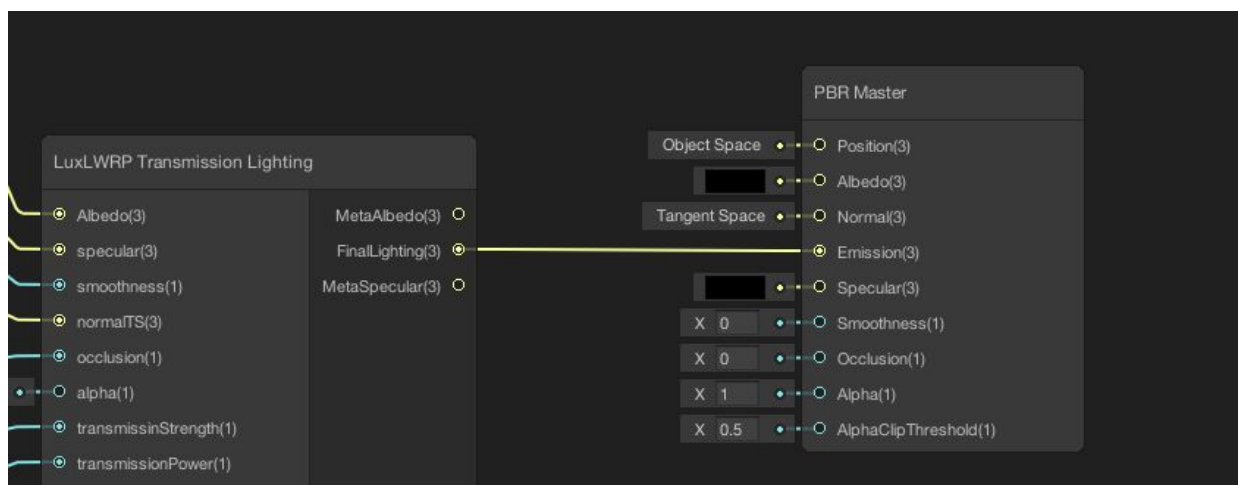 PBR Master
Object Space Position(3)
LuxLWRP Transmission Lighting
Albedo(3)
Albedo(3) MetaAlbedo(3) Tangent Space Normal(3)
specular(3) FinalLighting(3) Emission(3)
smoothness(1) MetaSpecular(3) Specular(3)
normalTS(3) X 0 Smoothness(1)
occlusion(1) X 0 Occlusion(1)
alpha(1) X 1 Alpha(1)
transmissinStrength(1) X 0.5 AlphaClipThreshold(1)
transmissionPower(1)